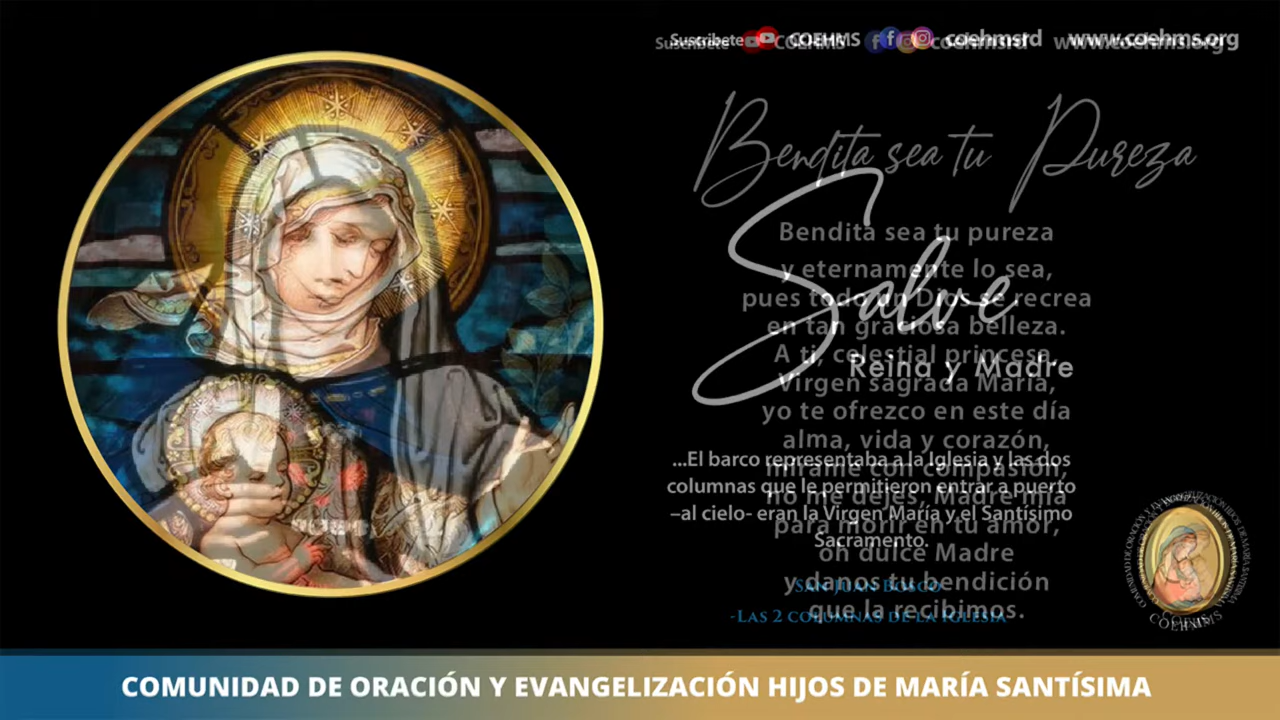 Suscribete COEHMS coehmsrd www.coehms.org
Bendita sea tu Pureza
Bendita sea tu pureza
y eternamente lo sea,
pues todo un Dios se recrea
en tan graciosa belleza.
A ti, celestial princesa,
Virgen sagrada María,
yo te ofrezco en este día
alma, vida y corazón,
mírame con compasión,
no me dejes, Madre mía
para morir en tu amor,
oh dulce Madre
y danos tu bendición
que la recibimos.
Salve
Reina y Madre
...El barco representaba a la Iglesia y las dos
columnas que le permitieron entrar a puerto
–al cielo- eran la Virgen María y el Santísimo
Sacramento.
San Juan Bosco
-Las 2 columnas de la Iglesia
COEHMS
COMUNIDAD DE ORACIÓN Y EVANGELIZACIÓN HIJOS DE MARÍA SANTÍSIMA